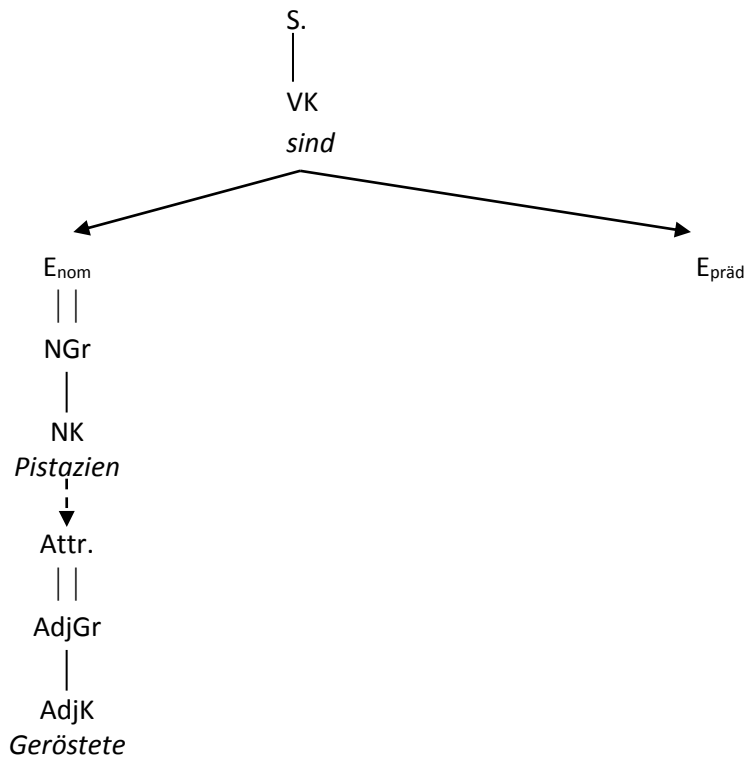 S.
VK
sind
Enom
Epräd
NGr
NK
Pistazien
Attr.
AdjGr
AdjK
Geröstete